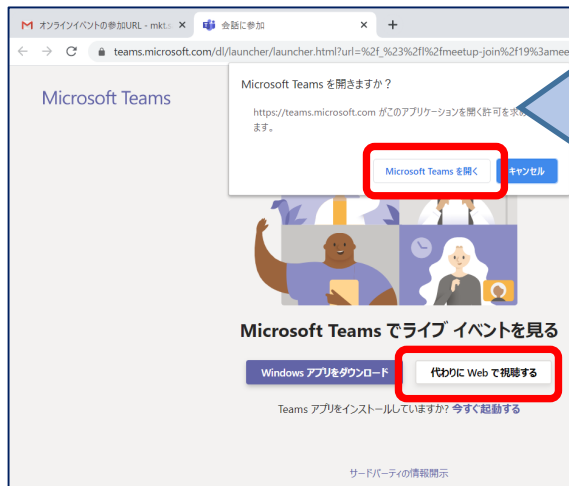 オンラインイベントの参加URL - mkt.s
会話に参加
teams.microsoft.com/dl/launcher/launcher.html?url=%2f_%23%2fl%2fmeetup-join%2f19%3amee
Microsoft Teams
Microsoft Teams を開きますか？
https://teams.microsoft.com がこのアプリケーションを開く許可を求め
ます。
Microsoft Teams を開く
キャンセル
Microsoft Teams でライブ イベントを見る
Windows アプリをダウンロード
代わりに Web で視聴する
Teams アプリをインストールしていますか? 今すぐ起動する
サードパーティの情報開示